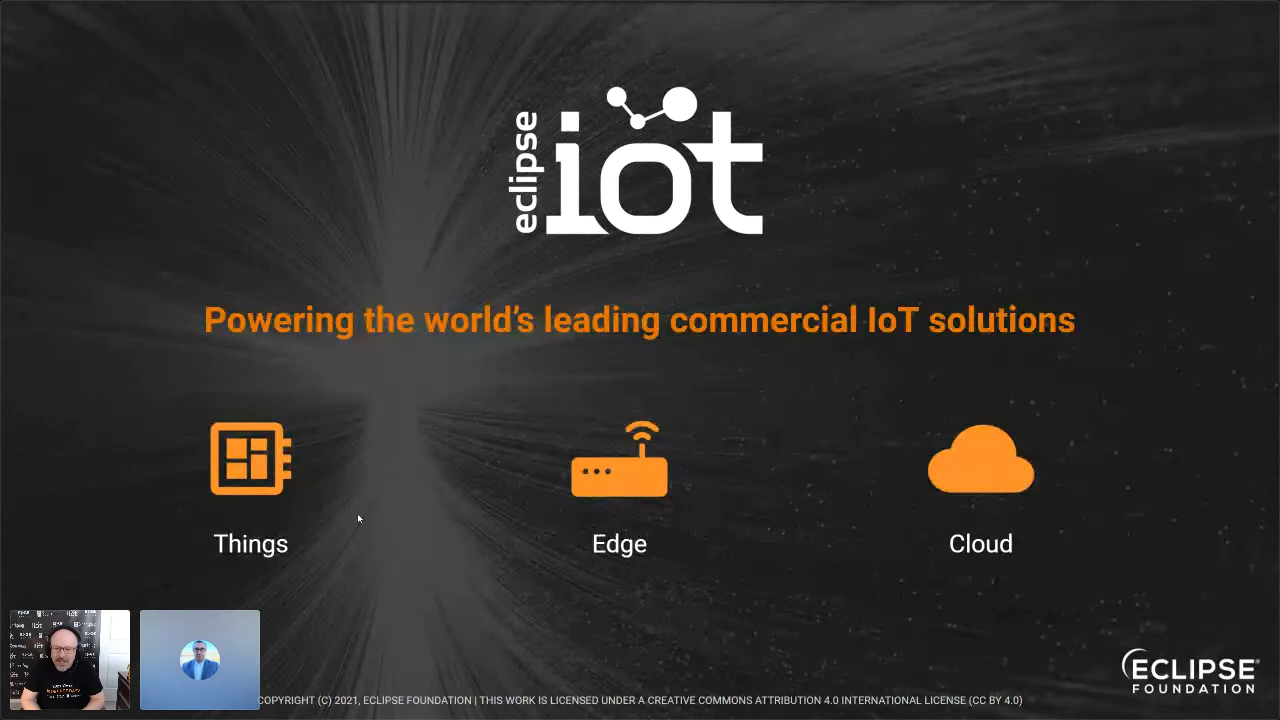 eclipse
iot
Powering the world's leading commercial IoT solutions
Things
Edge
Cloud
ECLIPSE®
FOUNDATION
COPYRIGHT (C) 2021, ECLIPSE FOUNDATION | THIS WORK IS LICENSED UNDER A CREATIVE COMMONS ATTRIBUTION 4.0 INTERNATIONAL LICENSE (CC BY 4.0)